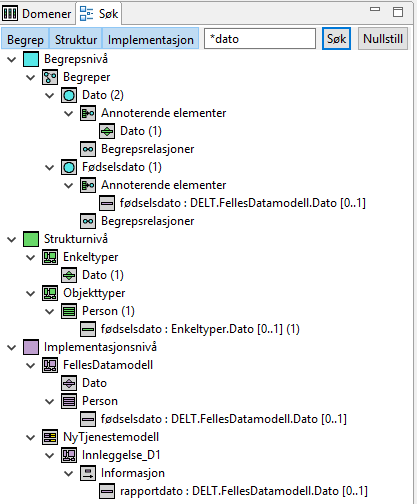 Domener Søk
Begrep Struktur Implementasjon *dato Søk Nullstill
Begrepsnivå
Begreper
Dato (2)
Annoterende elementer
Dato (1)
Begrepsrelasjoner
Fødselsdato (1)
Annoterende elementer
fødselsdato : DELT.FellesDatamodell.Dato [0..1]
Begrepsrelasjoner
Strukturnivå
Enkeltyper
Dato (1)
Objekttyper
Person (1)
fødselsdato : Enkeltyper.Dato [0..1] (1)
Implementasjonsnivå
FellesDatamodell
Dato
Person
fødselsdato : DELT.FellesDatamodell.Dato [0..1]
NyTjenestemodell
Innleggelse_D1
Informasjon
rapportdato : DELT.FellesDatamodell.Dato [0..1]